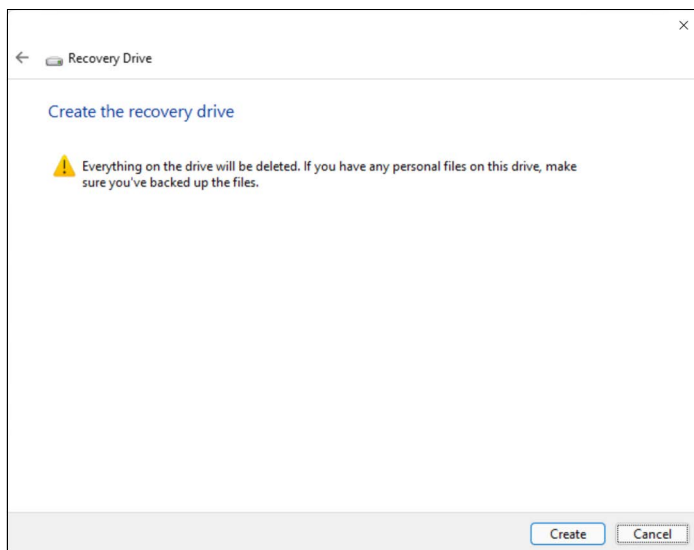 Recovery Drive
Create the recovery drive
Everything on the drive will be deleted. If you have any personal files on this drive, make
sure you've backed up the files.
Create Cancel